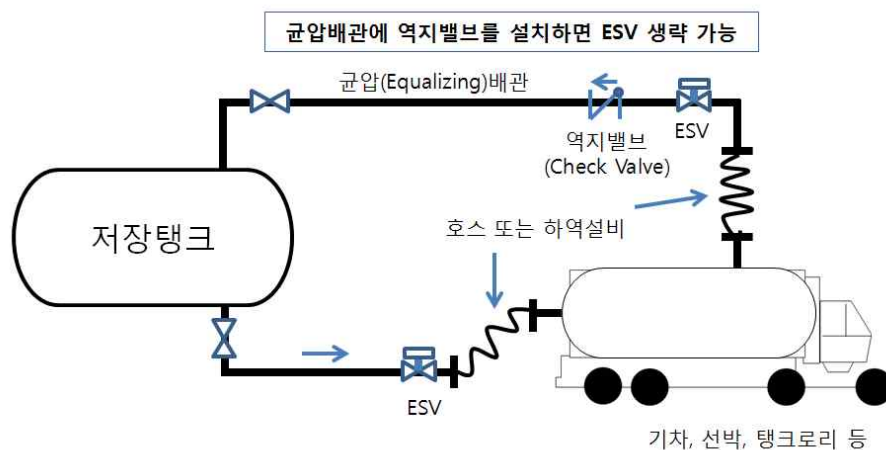 균압배관에 역지밸브를 설치하면 ESV 생략 가능
균압(Equalizing)배관
ESV
역지밸브
(Check Valve)
저장탱크
호스 또는 하역설비
ESV
기차, 선박, 탱크로리 등